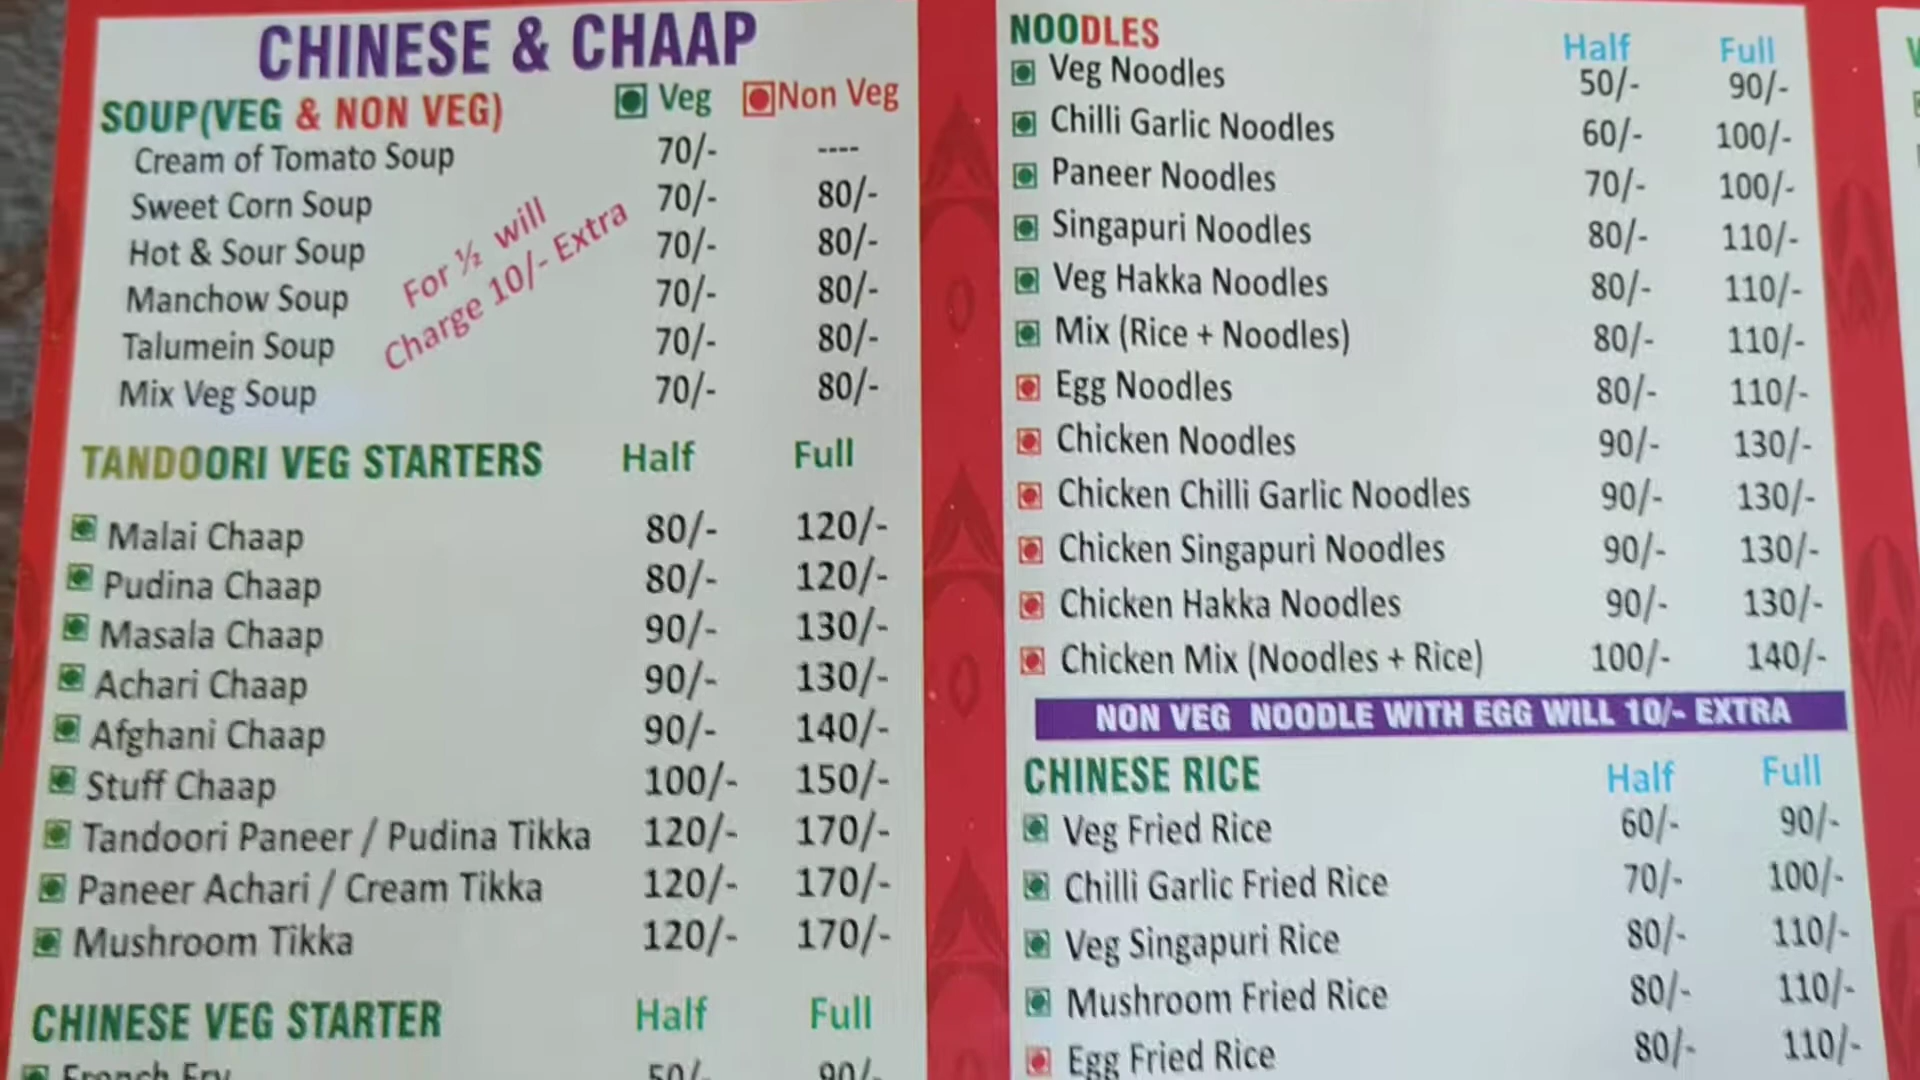 CHINESE & CHAAP
SOUP(VEG & NON VEG) Veg Non Veg
Cream of Tomato Soup 70/- ----
Sweet Corn Soup 70/- 80/-
Hot & Sour Soup 70/- 80/-
Manchow Soup 70/- 80/-
Talumein Soup 70/- 80/-
Mix Veg Soup 70/- 80/-
For ½ will
Charge 10/- Extra
TANDOORI VEG STARTERS Half Full
Malai Chaap 80/- 120/-
Pudina Chaap 80/- 120/-
Masala Chaap 90/- 130/-
Achari Chaap 90/- 130/-
Afghani Chaap 90/- 140/-
Stuff Chaap 100/- 150/-
Tandoori Paneer / Pudina Tikka 120/- 170/-
Paneer Achari / Cream Tikka 120/- 170/-
Mushroom Tikka 120/- 170/-
CHINESE VEG STARTER Half Full
French Fry 50/- 90/-
NOODLES Half Full
Veg Noodles 50/- 90/-
Chilli Garlic Noodles 60/- 100/-
Paneer Noodles 70/- 100/-
Singapuri Noodles 80/- 110/-
Veg Hakka Noodles 80/- 110/-
Mix (Rice + Noodles) 80/- 110/-
Egg Noodles 80/- 110/-
Chicken Noodles 90/- 130/-
Chicken Chilli Garlic Noodles 90/- 130/-
Chicken Singapuri Noodles 90/- 130/-
Chicken Hakka Noodles 90/- 130/-
Chicken Mix (Noodles + Rice) 100/- 140/-
NON VEG NOODLE WITH EGG WILL 10/- EXTRA
CHINESE RICE Half Full
Veg Fried Rice 60/- 90/-
Chilli Garlic Fried Rice 70/- 100/-
Veg Singapuri Rice 80/- 110/-
Mushroom Fried Rice 80/- 110/-
Egg Fried Rice 80/- 110/-